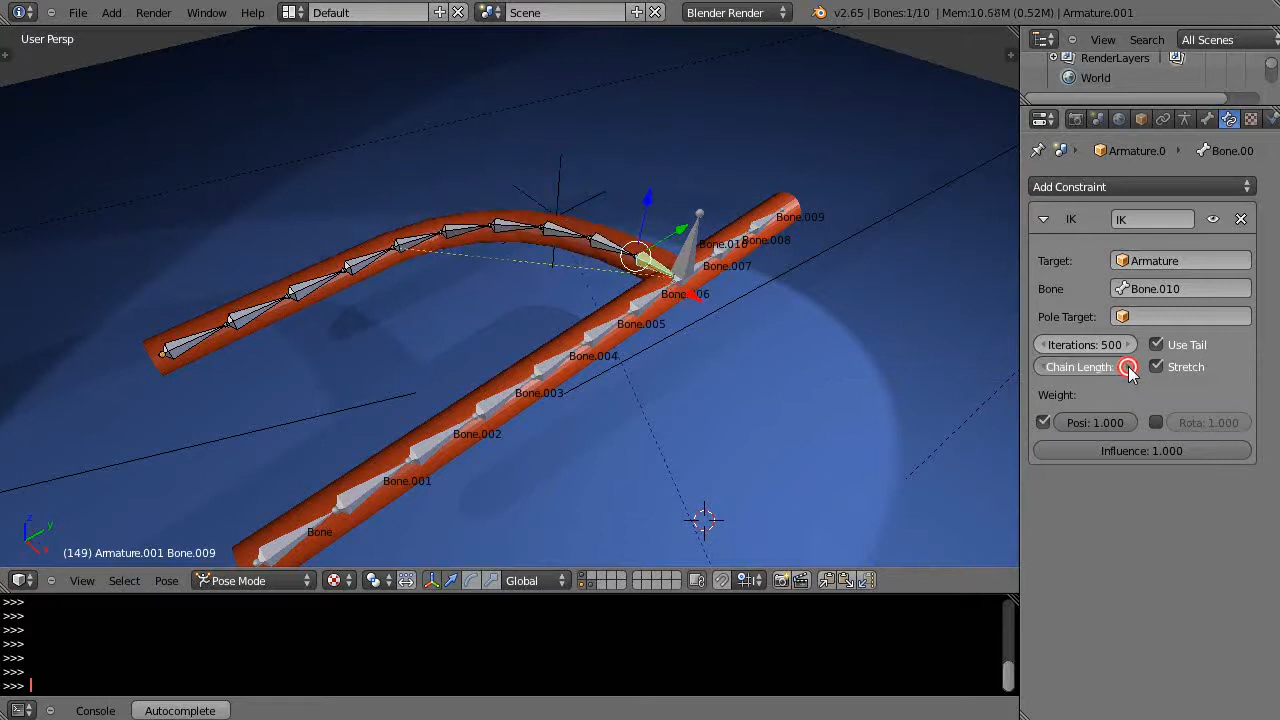 File Add Render Window Help Default Scene Blender Render v2.65 | Bones:1/10 | Mem:10.68M (0.52M) | Armature.001
User Persp
View Search All Scenes
RenderLayers
World
Armature.0 Bone.00
Add Constraint
IK IK
Target: Armature
Bone Bone.010
Pole Target:
Iterations: 500 Use Tail
Chain Length: Stretch
Weight:
Posi: 1.000 Rota: 1.000
Influence: 1.000
Bone.009
Bone.010 Bone.008
Bone.007
Bone.005
Bone.004
Bone.003
Bone.002
Bone.001
Bone
z
y
x
(149) Armature.001 Bone.009
View Select Pose Pose Mode Global
>>>
>>>
>>>
>>>
>>>
>>>
>>>
Console Autocomplete